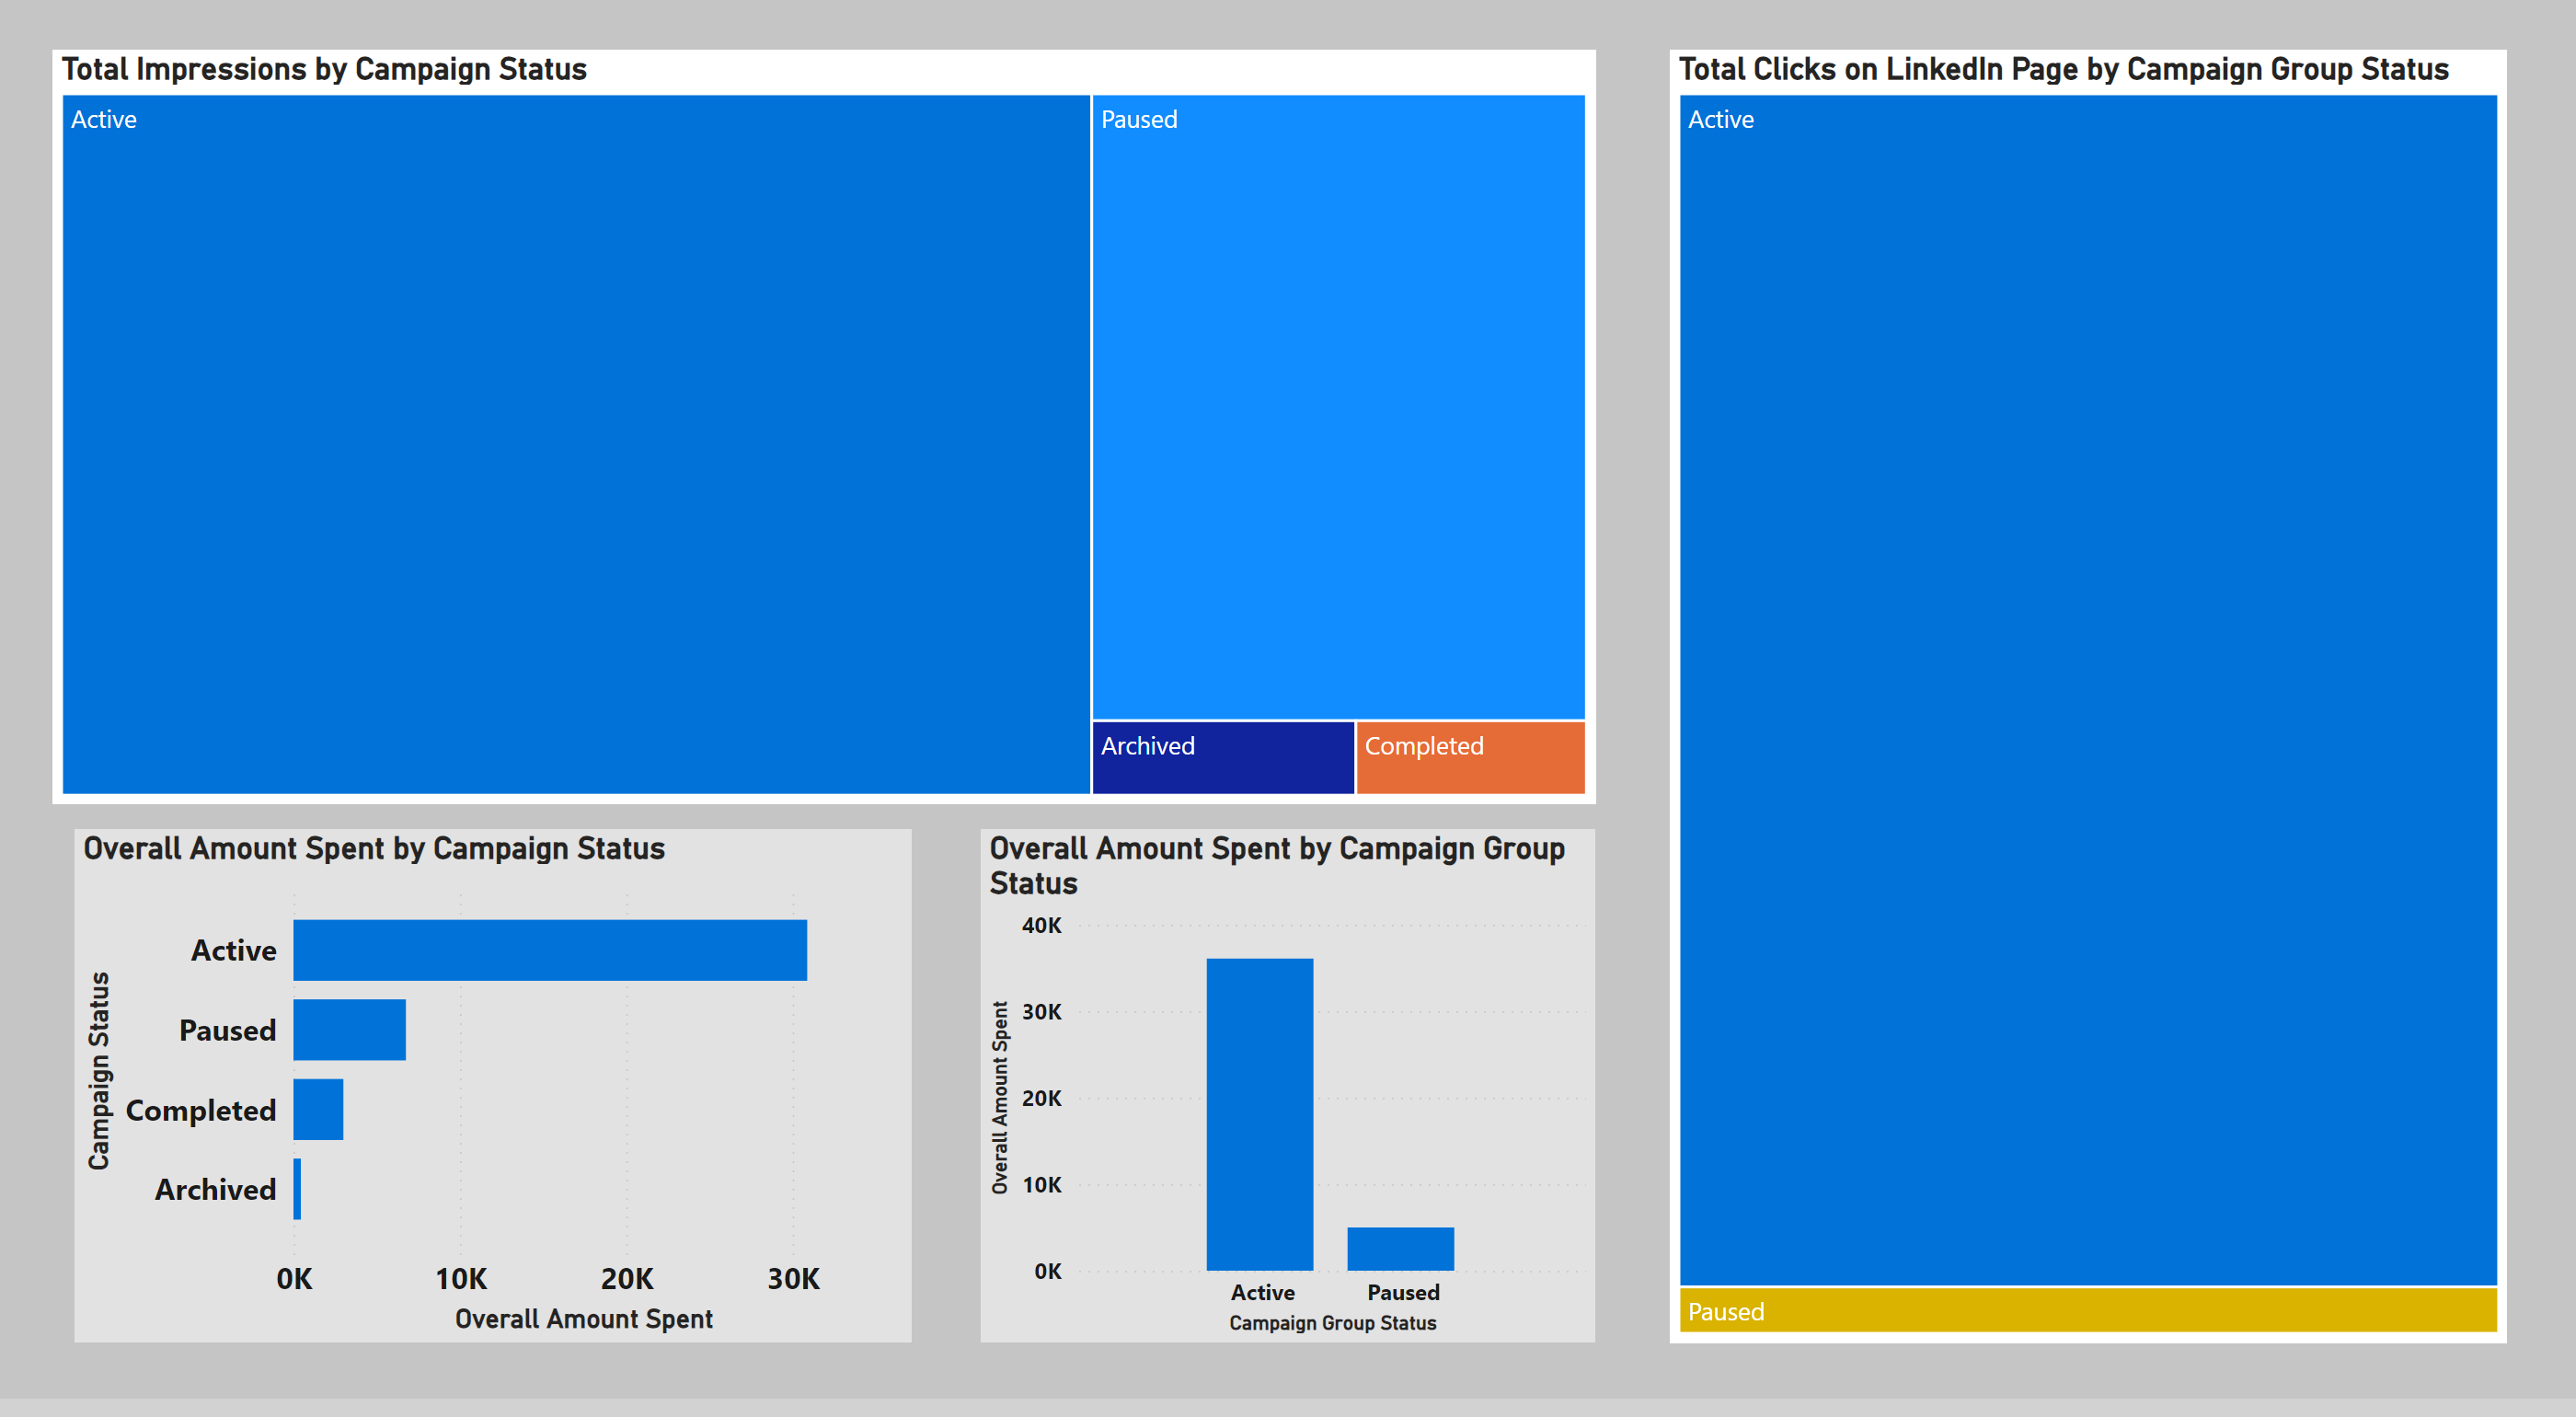 Total Impressions by Campaign Status
Active
Paused
Archived
Completed
Total Clicks on LinkedIn Page by Campaign Group Status
Active
Paused
Overall Amount Spent by Campaign Status
Campaign Status
Active
Paused
Completed
Archived
0K 10K 20K 30K
Overall Amount Spent
Overall Amount Spent by Campaign Group
Status
Overall Amount Spent
40K
30K
20K
10K
0K
Active Paused
Campaign Group Status